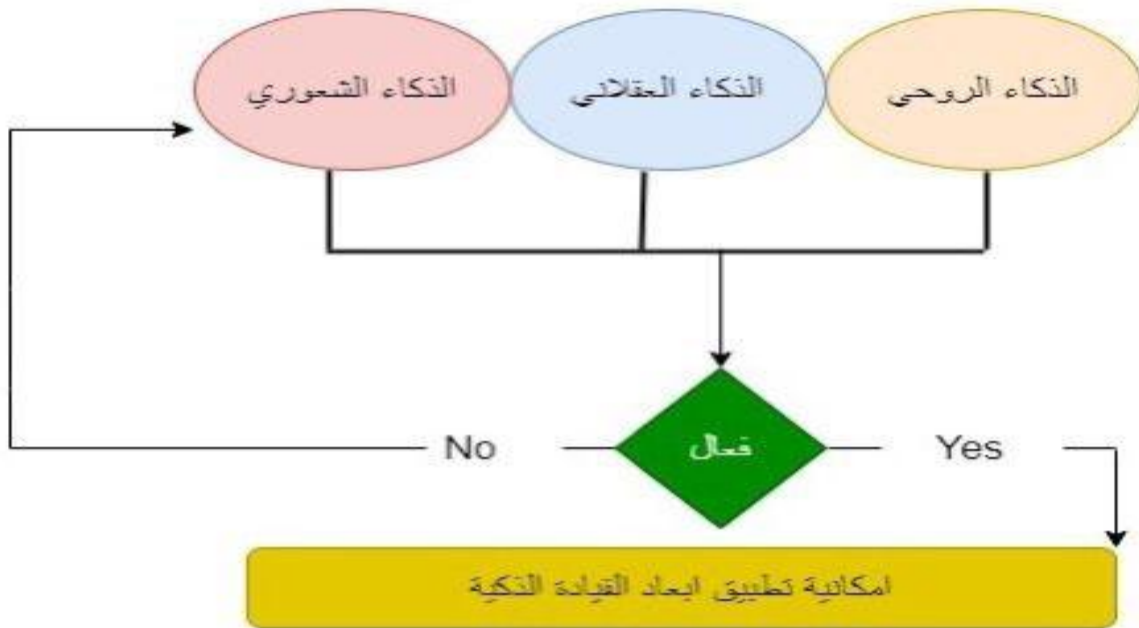 الذكاء الروحي
الذكاء العقلاني
الذكاء الشعوري
فعال
Yes
No
امكانية تطبيق ابعاد القيادة الذكية